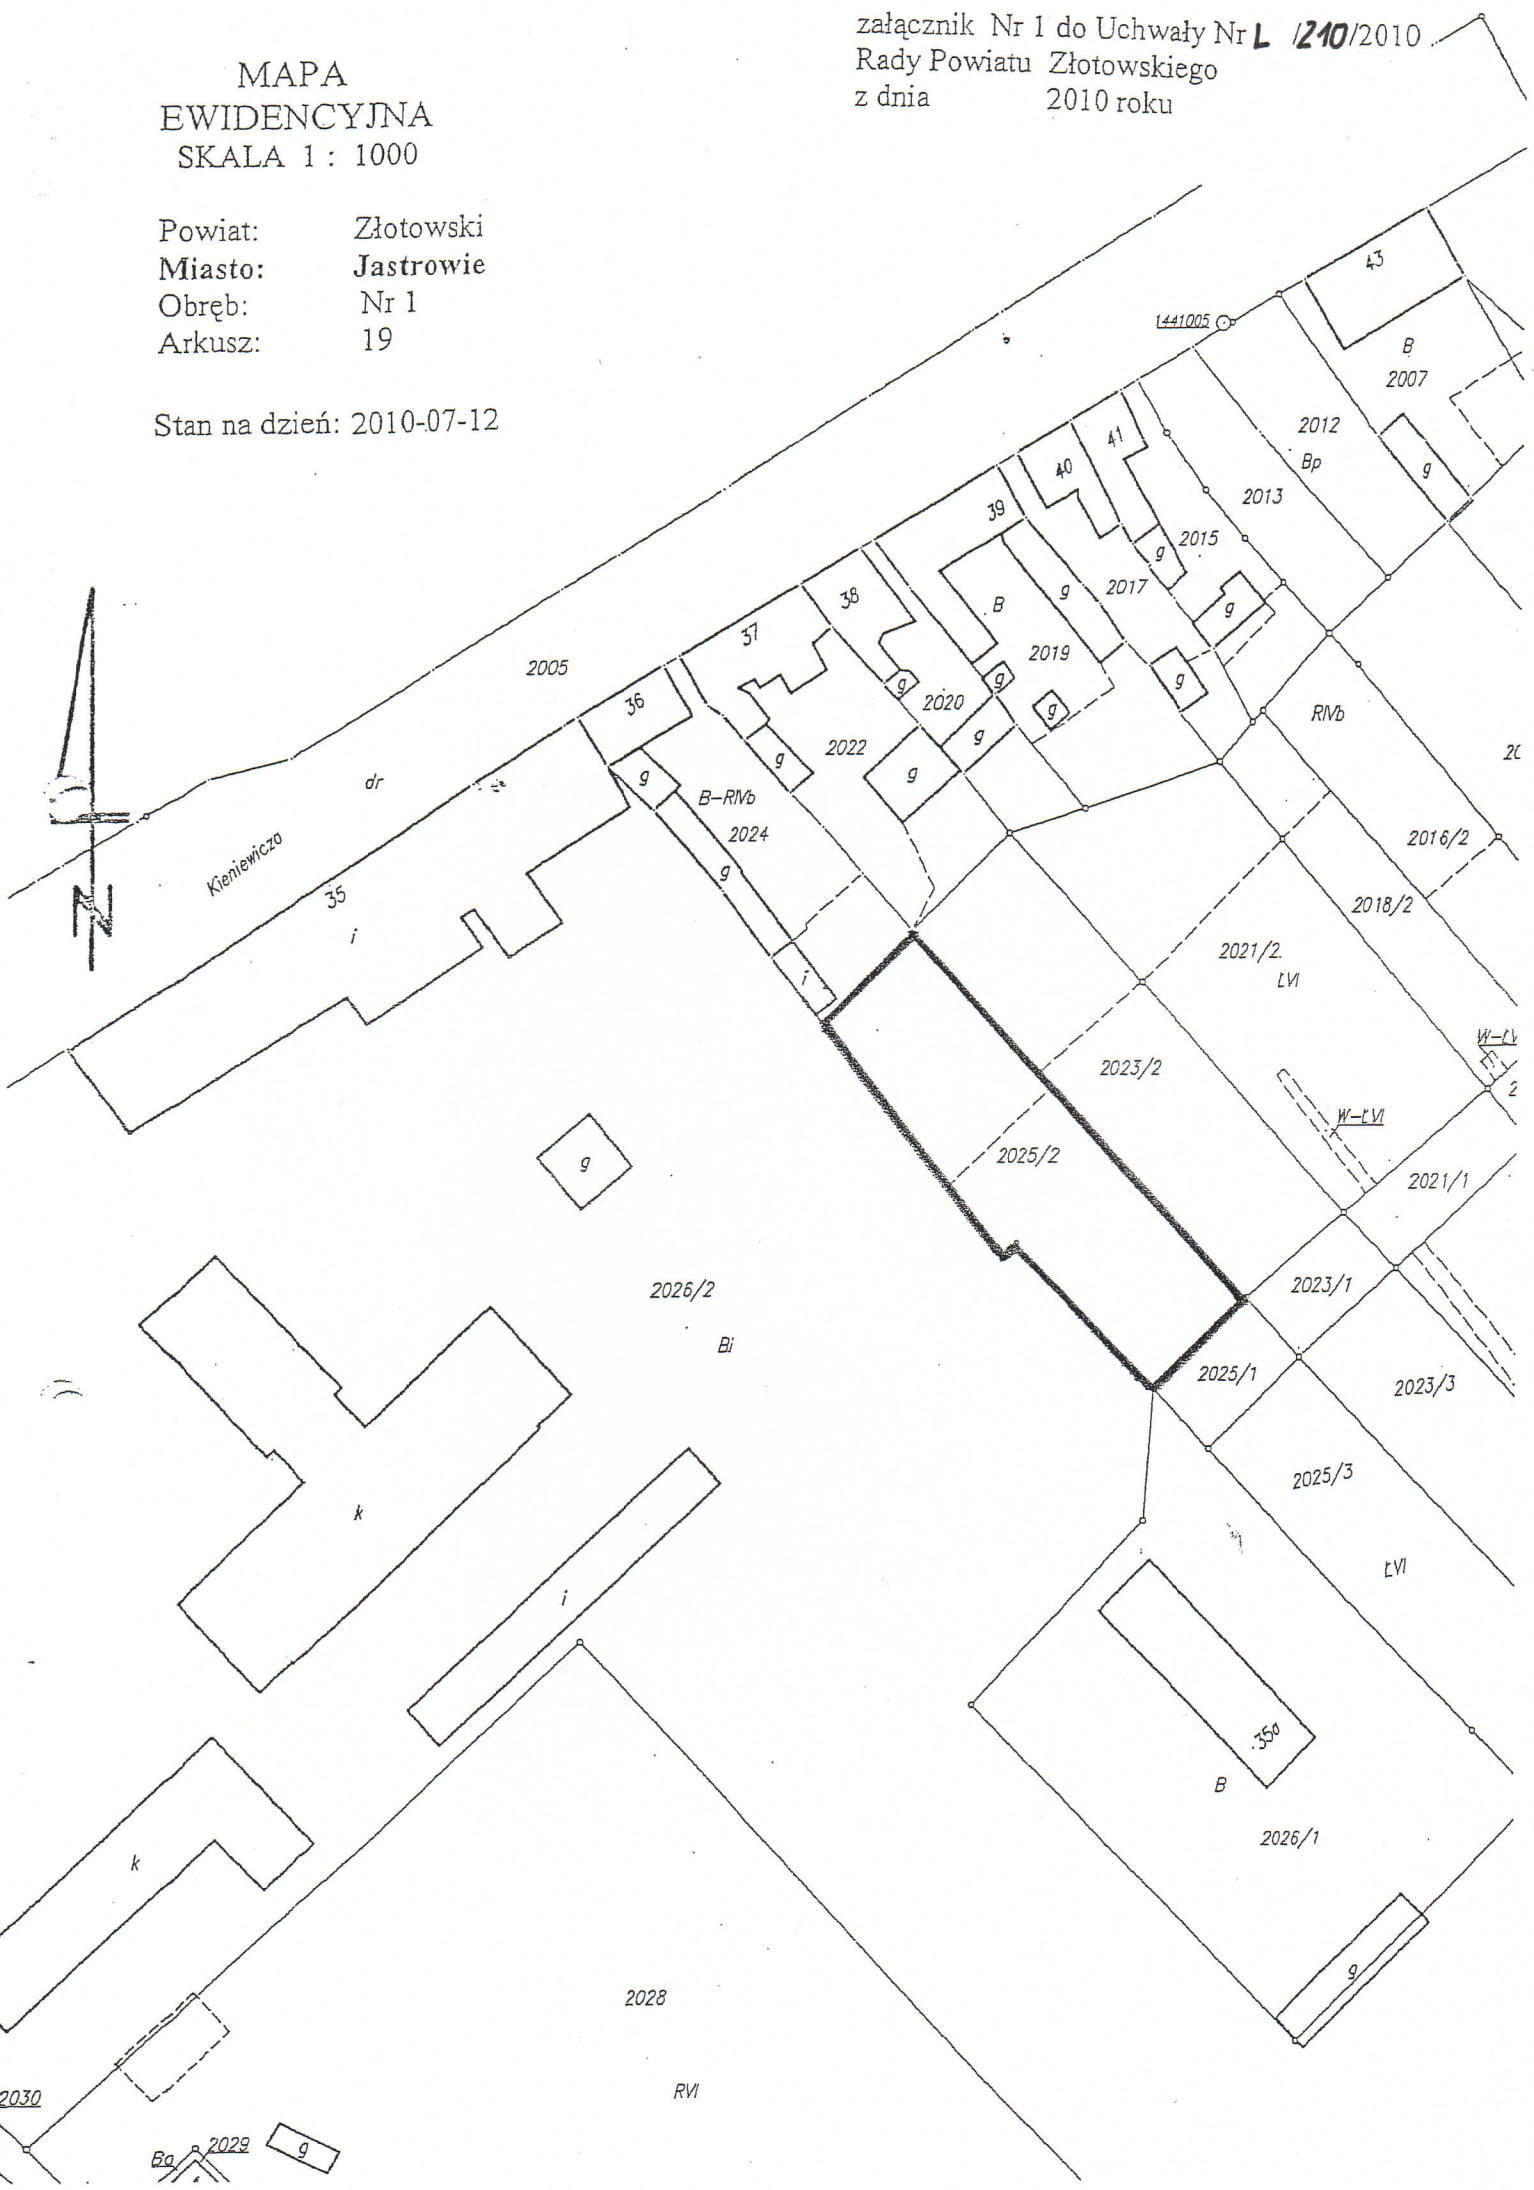 załącznik Nr 1 do Uchwały Nr L /210/2010
Rady Powiatu Złotowskiego
z dnia 2010 roku
MAPA
EWIDENCYJNA
SKALA 1 : 1000
Powiat: Złotowski
Miasto: Jastrowie
Obręb: Nr 1
Arkusz: 19
Stan na dzień: 2010-07-12
43
1441005
B
2007
2012
Bp
g
41
40
2013
39
2015
g
38
g
2017
B
g
37
2019
2005
g
g
g
36
2020
g
RIVb
g
2022
g
g
dr
g
B-RIVb
2024
2016/2
Kieniewicza
g
35
2018/2
i
2021/2
ŁVI
i
N
W-ŁV
2023/2
2
W-ŁVI
2025/2
g
2021/1
2026/2
2023/1
Bi
2025/1
2023/3
2025/3
k
ŁVI
i
35a
B
2026/1
k
g
2028
RVI
2030
2029
Ba
g